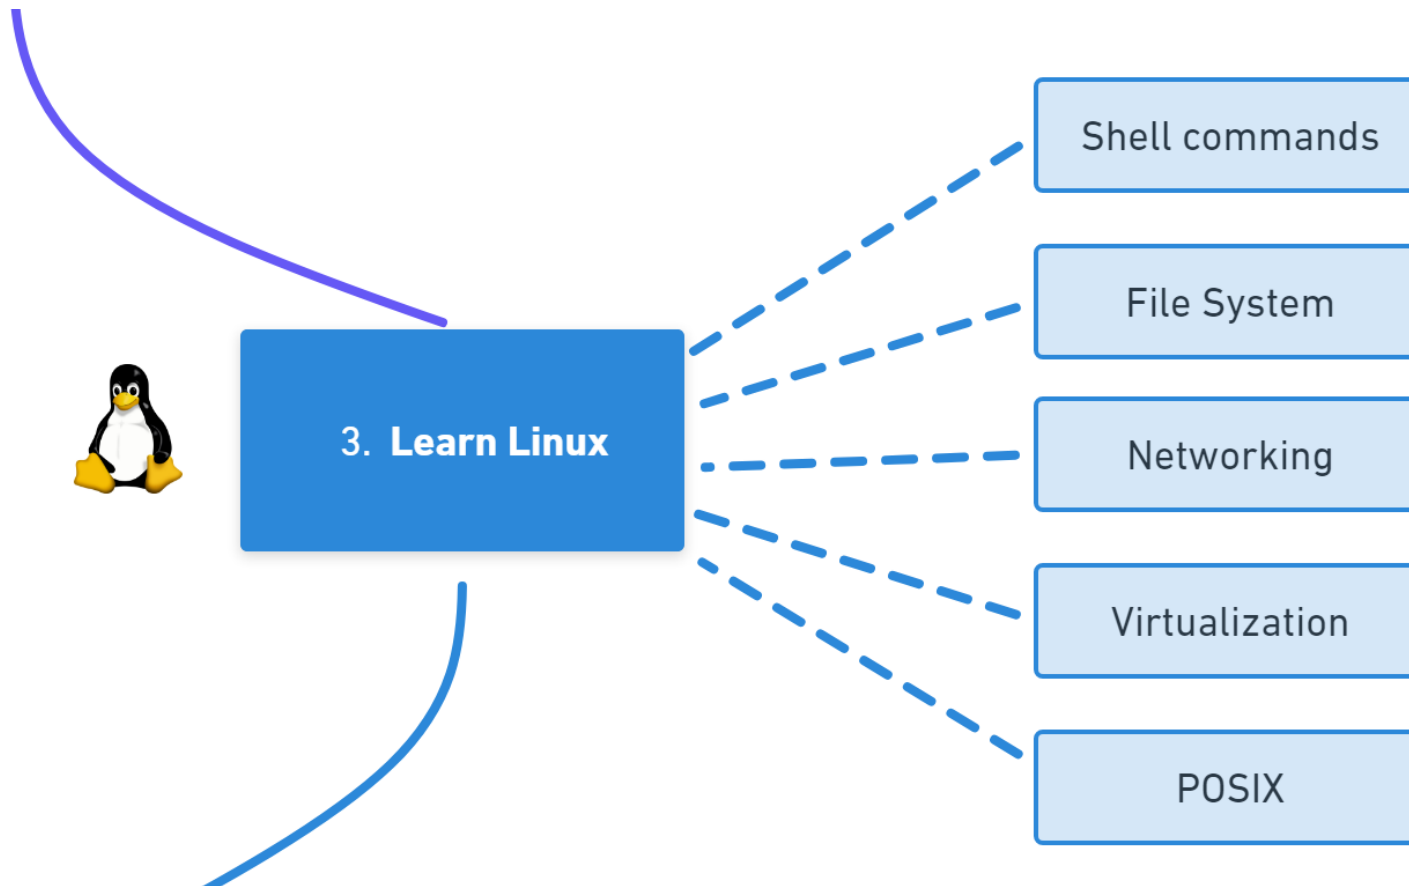 3. Learn Linux
Shell commands
File System
Networking
Virtualization
POSIX